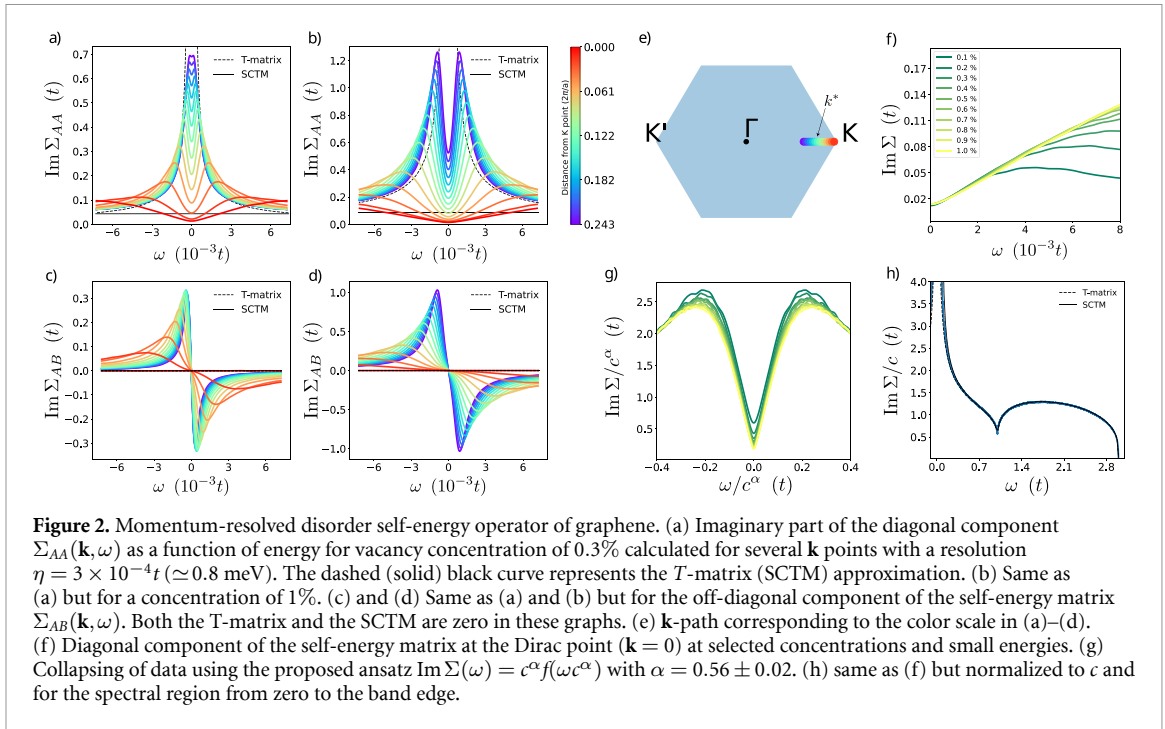 a)
0.7
0.6
0.5
0.4
0.3
0.2
0.1
0.0
Im Σ_AA (t)
T-matrix
SCTM
−6 −3 0 3 6
ω (10⁻³t)
b)
1.2
1.0
0.8
0.6
0.4
0.2
0.0
Im Σ_AA (t)
T-matrix
SCTM
−6 −3 0 3 6
ω (10⁻³t)
0.000
0.061
0.122
0.182
0.243
Distance from K point (2π/a)
e)
k*
K'
Γ
K
f)
0.17
0.12
0.07
0.02
Im Σ (t)
0.1 %
0.2 %
0.3 %
0.4 %
0.5 %
0.6 %
0.7 %
0.8 %
0.9 %
1.0 %
0 2 4 6 8
ω (10⁻³t)
c)
0.3
0.2
0.1
0.0
−0.1
−0.2
−0.3
Im Σ_AB (t)
T-matrix
SCTM
−6 −3 0 3 6
ω (10⁻³t)
d)
1.0
0.5
0.0
−0.5
−1.0
Im Σ_AB (t)
T-matrix
SCTM
−6 −3 0 3 6
ω (10⁻³t)
g)
2.5
2.0
1.5
1.0
0.5
Im Σ/c^α (t)
−0.4 −0.2 0.0 0.2 0.4
ω/c^α (t)
h)
4.0
3.5
3.0
2.5
2.0
1.5
1.0
0.5
Im Σ/c (t)
T-matrix
SCTM
0.0 0.7 1.4 2.1 2.8
ω (t)
Figure 2. Momentum-resolved disorder self-energy operator of graphene. (a) Imaginary part of the diagonal component
Σ_AA(k, ω) as a function of energy for vacancy concentration of 0.3% calculated for several k points with a resolution
η = 3 × 10⁻⁴t (≃0.8 meV). The dashed (solid) black curve represents the T-matrix (SCTM) approximation. (b) Same as
(a) but for a concentration of 1%. (c) and (d) Same as (a) and (b) but for the off-diagonal component of the self-energy matrix
Σ_AB(k, ω). Both the T-matrix and the SCTM are zero in these graphs. (e) k-path corresponding to the color scale in (a)–(d).
(f) Diagonal component of the self-energy matrix at the Dirac point (k = 0) at selected concentrations and small energies. (g)
Collapsing of data using the proposed ansatz Im Σ(ω) = c^α f(ωc^α) with α = 0.56 ± 0.02. (h) same as (f) but normalized to c and
for the spectral region from zero to the band edge.